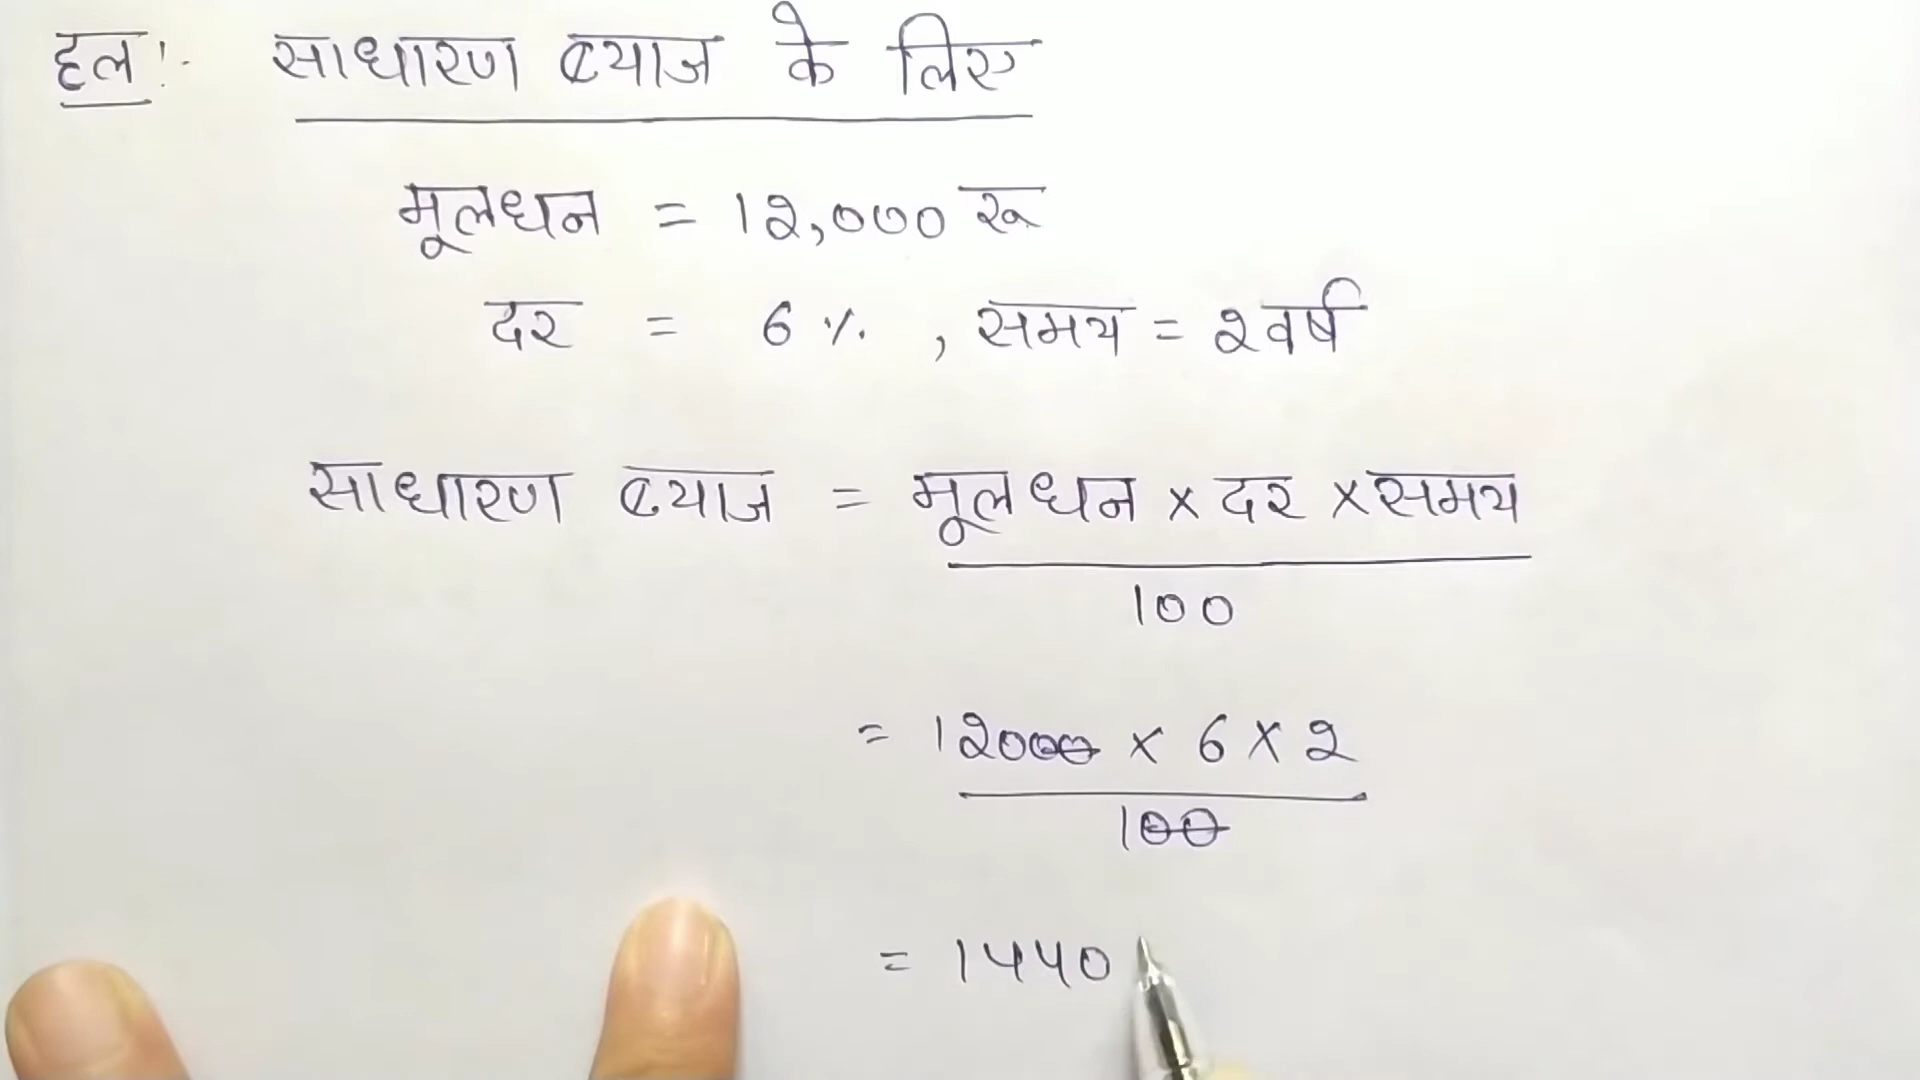 हल :- साधारण ब्याज के लिए
मूलधन = 12,000 रू
दर = 6 % , समय = 2 वर्ष
साधारण ब्याज = मूलधन x दर x समय
100
= 12000 x 6 x 2
100
= 1440